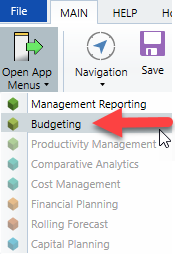 File MAIN HELP HO
Open App
Menus
Navigation
Save
Management Reporting
Budgeting
Productivity Management
Comparative Analytics
Cost Management
Financial Planning
Rolling Forecast
Capital Planning